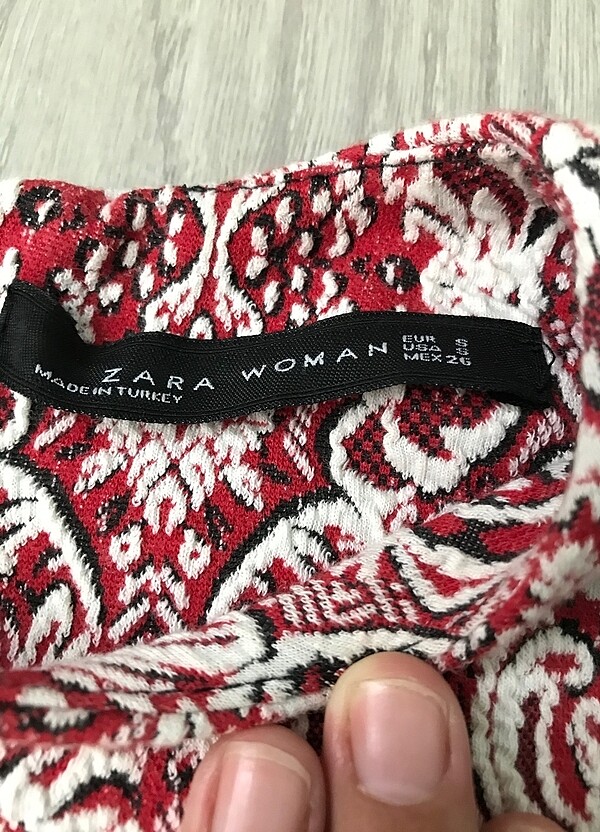 ZARA WOMAN
MADE IN TURKEY
EUR S
USA S
MEX 26